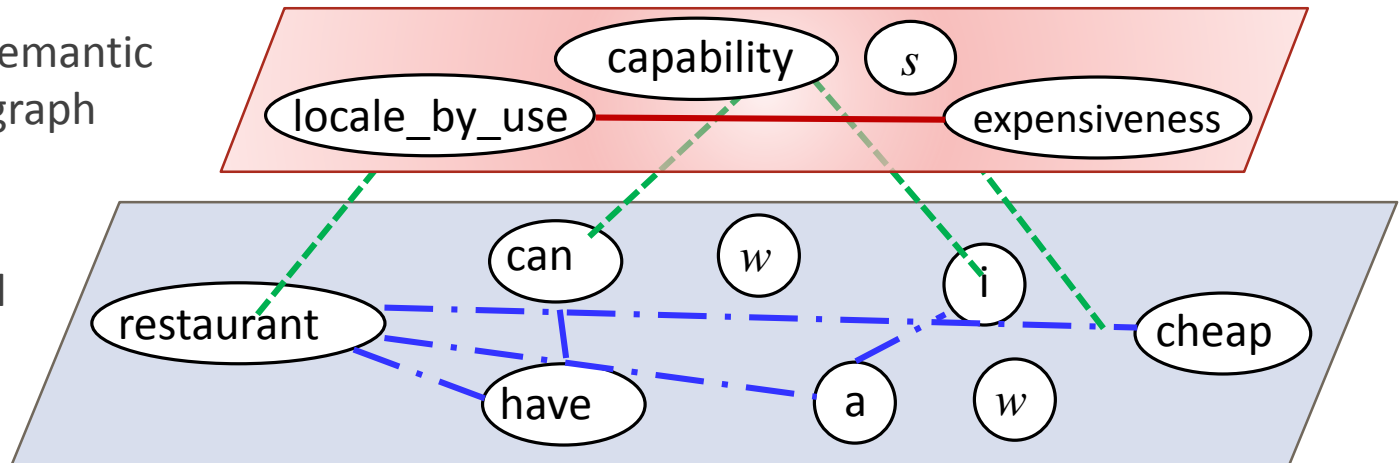 emantic
graph
capability
s
locale_by_use
expensiveness
can
w
i
restaurant
cheap
have
a
w